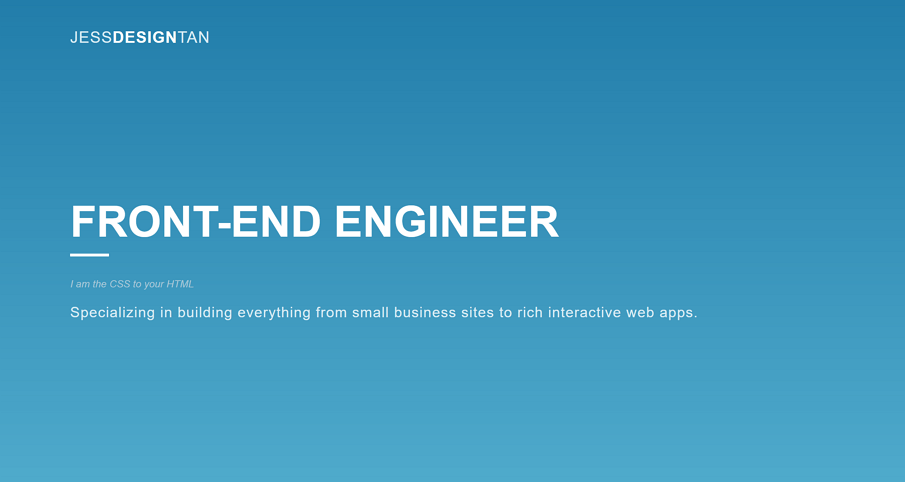 JESSDESIGNTAN
FRONT-END ENGINEER
I am the CSS to your HTML
Specializing in building everything from small business sites to rich interactive web apps.